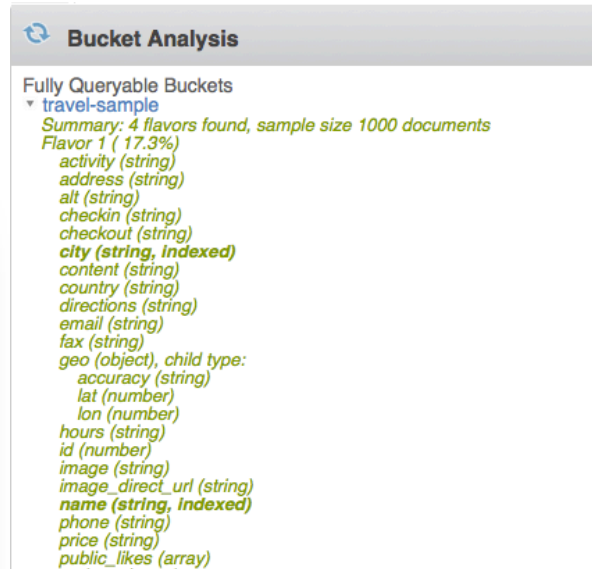 Bucket Analysis
Fully Queryable Buckets
travel-sample
Summary: 4 flavors found, sample size 1000 documents
Flavor 1 ( 17.3%)
activity (string)
address (string)
alt (string)
checkin (string)
checkout (string)
city (string, indexed)
content (string)
country (string)
directions (string)
email (string)
fax (string)
geo (object), child type:
accuracy (string)
lat (number)
lon (number)
hours (string)
id (number)
image (string)
image_direct_url (string)
name (string, indexed)
phone (string)
price (string)
public_likes (array)